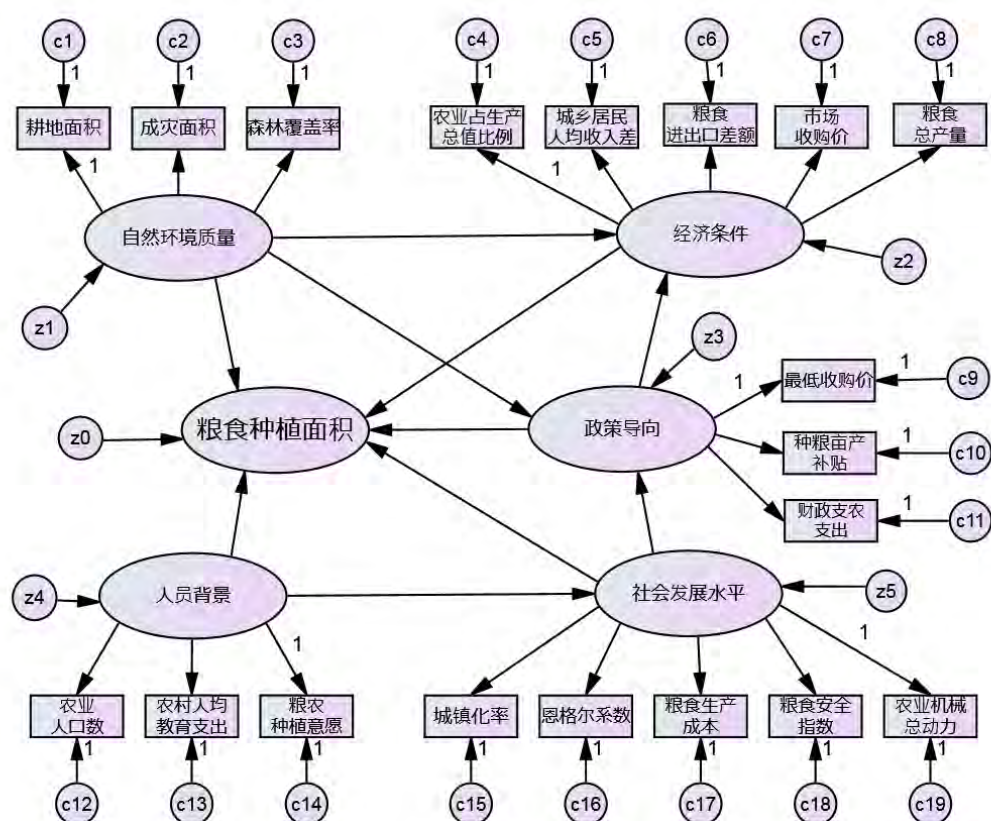 c1
c2
c3
c4
c5
c6
c7
c8
1
1
1
1
1
1
1
1
耕地面积
成灾面积
森林覆盖率
农业占生产
总值比例
城乡居民
人均收入差
粮食
进出口差额
市场
收购价
粮食
总产量
1
1
自然环境质量
经济条件
z1
z2
z3
1
最低收购价
1
c9
z0
粮食种植面积
政策导向
种粮亩产
补贴
1
c10
财政支农
支出
1
c11
z4
人员背景
社会发展水平
z5
1
1
农业
人口数
农村人均
教育支出
粮农
种植意愿
城镇化率
恩格尔系数
粮食生产
成本
粮食安全
指数
农业机械
总动力
1
1
1
1
1
1
1
1
c12
c13
c14
c15
c16
c17
c18
c19